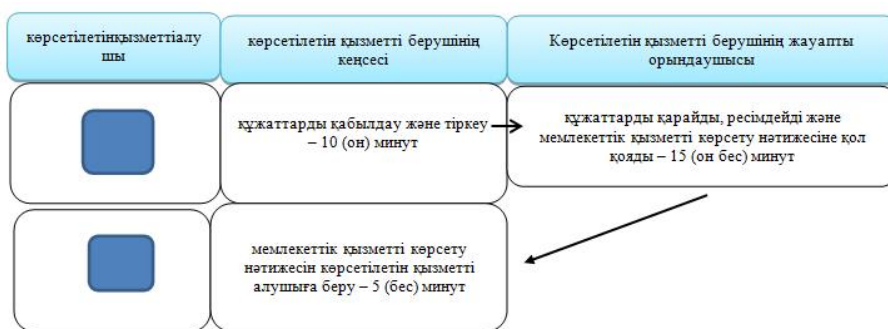 көрсетілетінқызметтіалу
шы
көрсетілетін қызметті берушінің
кеңсесі
Көрсетілетін қызметті берушінің жауапты
орындаушысы
құжаттарды қабылдау және тіркеу
– 10 (он) минут
құжаттарды қарайды, ресімдейді және
мемлекеттік қызметті көрсету нәтижесіне қол
қояды – 15 (он бес) минут
мемлекеттік қызметті көрсету
нәтижесін көрсетілетін қызметті
алушыға беру – 5 (бес) минут